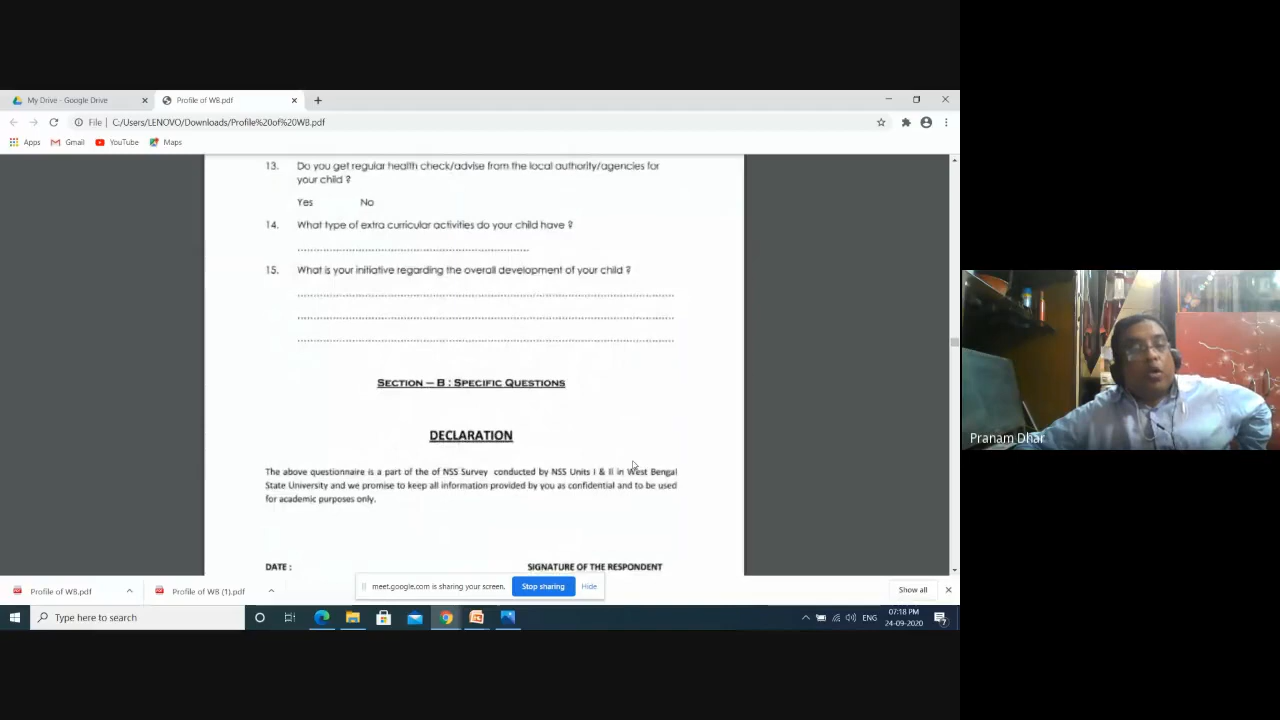 My Drive - Google Drive
Profile of WB.pdf
File
C:/Users/LENOVO/Downloads/Profile%20of%20WB.pdf
Apps
Gmail
YouTube
Maps
13. Do you get regular health check/advise from the local authority/agencies for
your child ?
Yes No
14. What type of extra curricular activities do your child have ?
15. What is your initiative regarding the overall development of your child ?
SECTION – B : SPECIFIC QUESTIONS
DECLARATION
The above questionnaire is a part of the of NSS Survey conducted by NSS Units I & II in West Bengal
State University and we promise to keep all information provided by you as confidential and to be used
for academic purposes only.
DATE : SIGNATURE OF THE RESPONDENT
meet.google.com is sharing your screen.
Stop sharing
Hide
Profile of WB.pdf
Profile of WB (1).pdf
Show all
Type here to search
ENG
07:18 PM
24-09-2020
Pranam Dhar